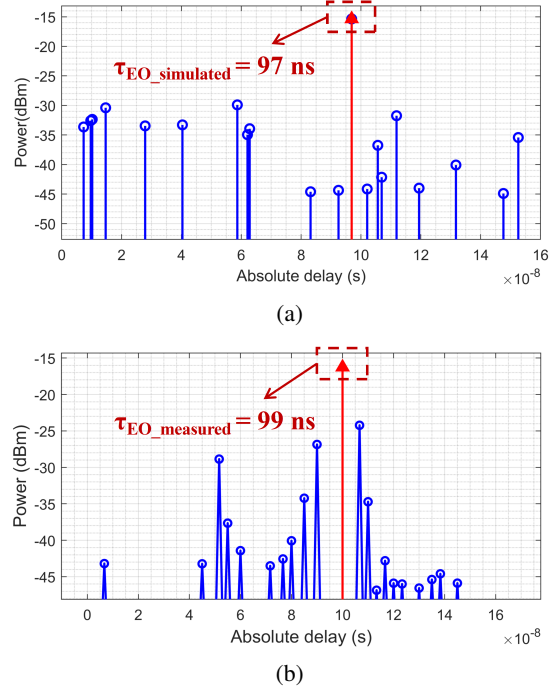 -15
-20
-25
-30
-35
-40
-45
-50
Power(dBm)
τEO_simulated = 97 ns
0 2 4 6 8 10 12 14 16
Absolute delay (s)
×10-8
(a)
-15
-20
-25
-30
-35
-40
-45
Power (dBm)
τEO_measured = 99 ns
0 2 4 6 8 10 12 14 16
Absolute delay (s)
×10-8
(b)